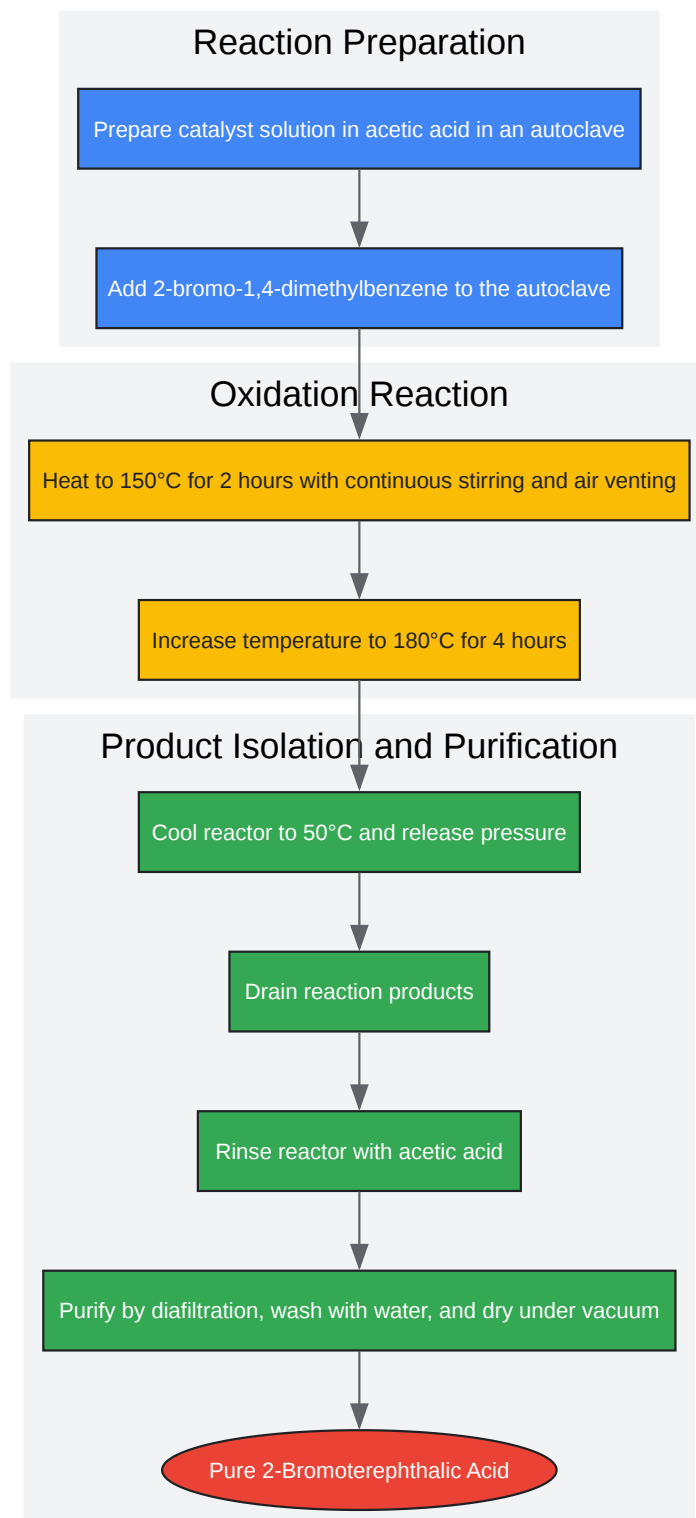 Reaction Preparation
Prepare catalyst solution in acetic acid in an autoclave
Add 2-bromo-1,4-dimethylbenzene to the autoclave
Oxidation Reaction
Heat to 150°C for 2 hours with continuous stirring and air venting
Increase temperature to 180°C for 4 hours
Product Isolation and Purification
Cool reactor to 50°C and release pressure
Drain reaction products
Rinse reactor with acetic acid
Purify by diafiltration, wash with water, and dry under vacuum
Pure 2-Bromoterephthalic Acid